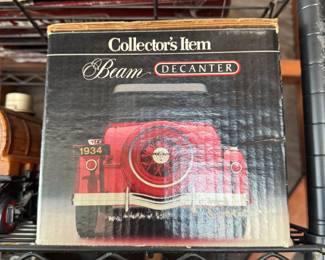 Collector's Item
Beam DECANTER
1934